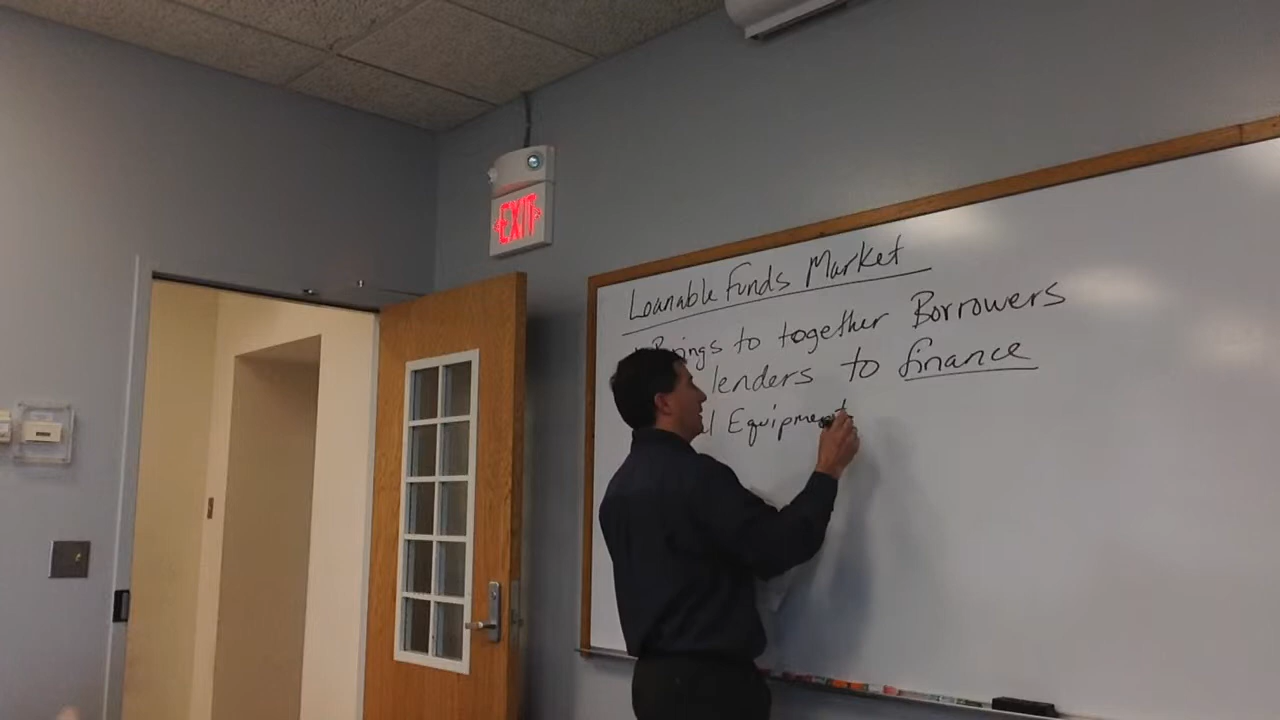 EXIT
Loanable Funds Market
Brings to together Borrowers
lenders to finance
Equipment